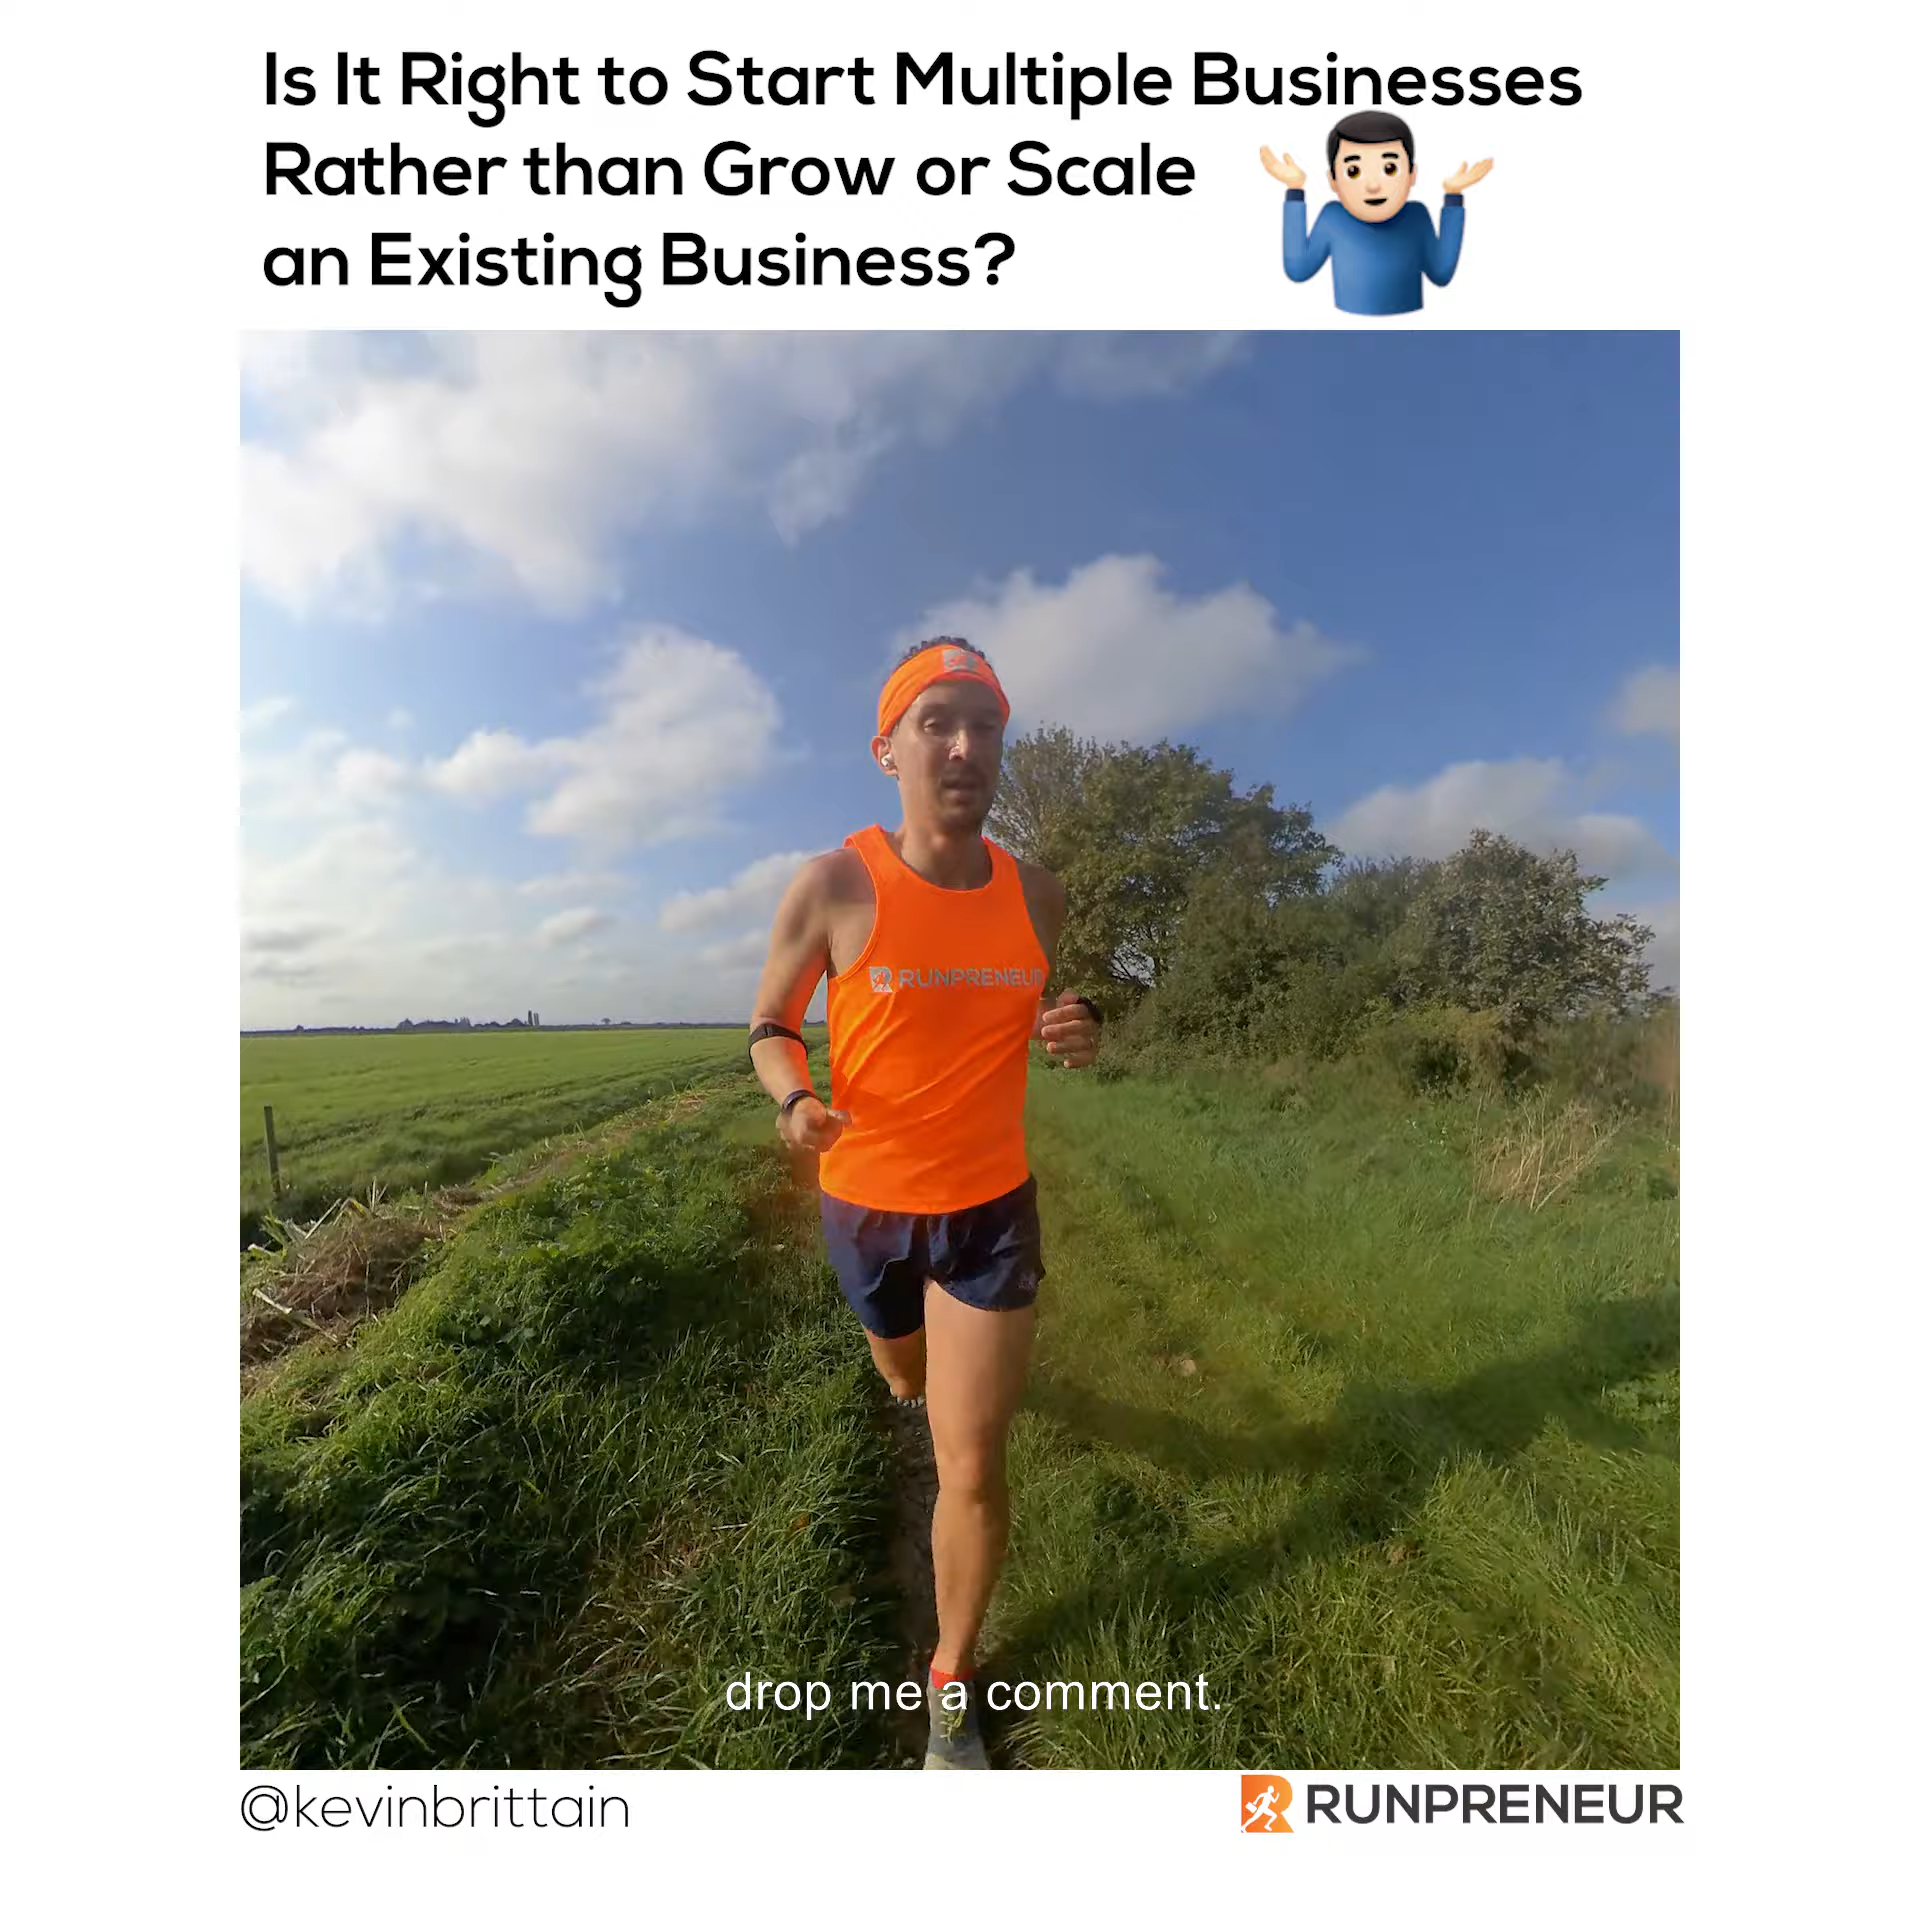 Is It Right to Start Multiple Businesses
Rather than Grow or Scale
an Existing Business?
RUNPRENEUR
drop me a comment.
@kevinbrittain
RUNPRENEUR